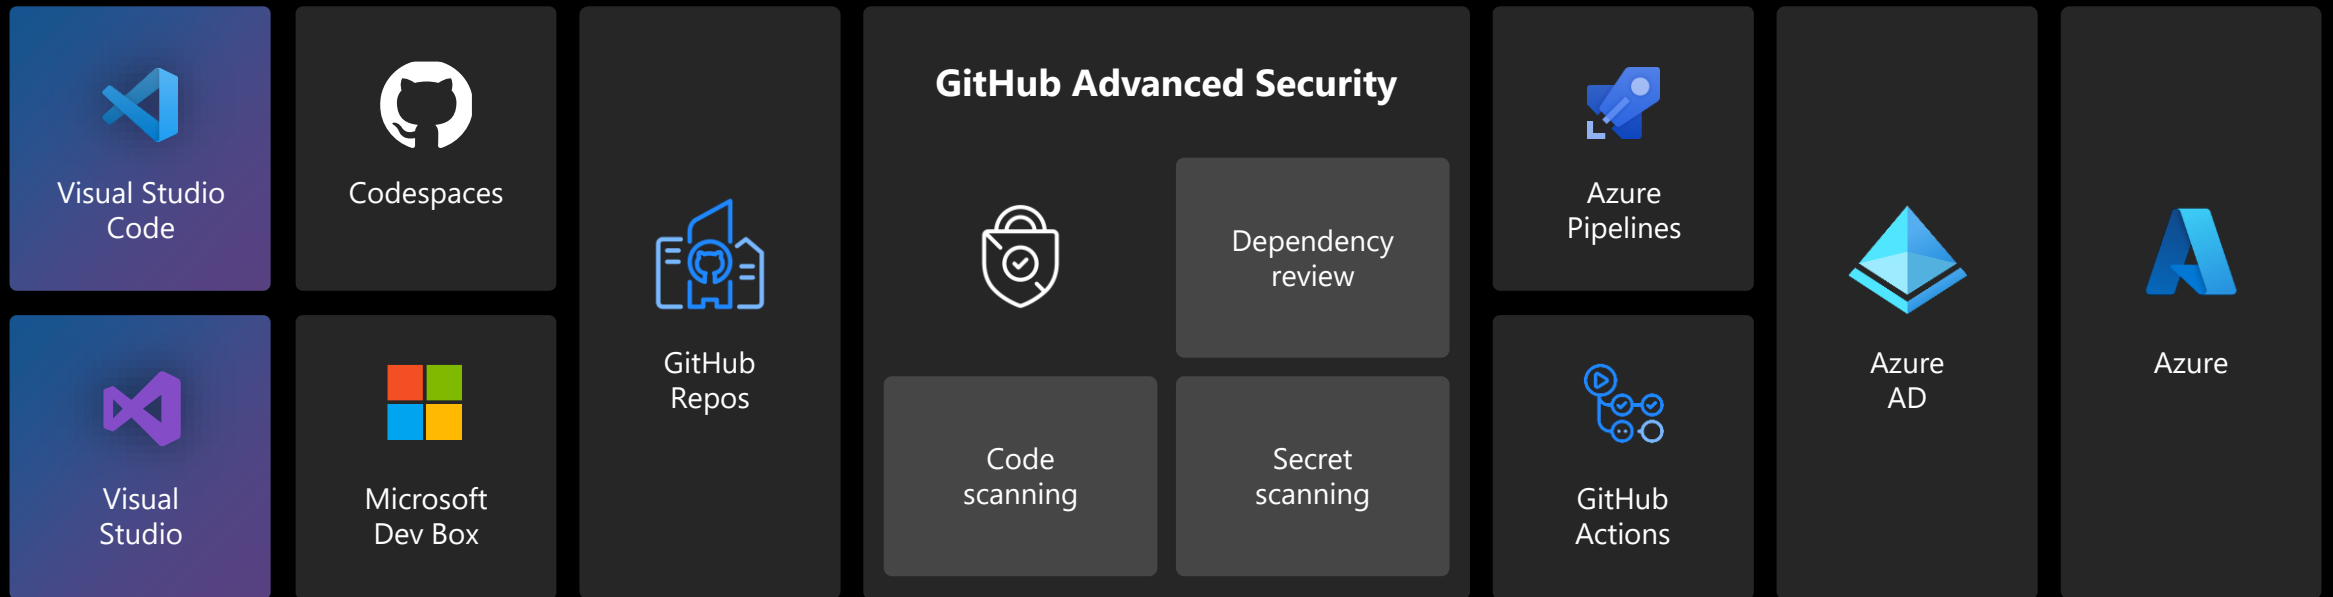 Visual Studio
Code
Visual
Studio
Codespaces
Microsoft
Dev Box
GitHub
Repos
GitHub Advanced Security
Dependency
review
Code
scanning
Secret
scanning
Azure
Pipelines
GitHub
Actions
Azure
AD
Azure